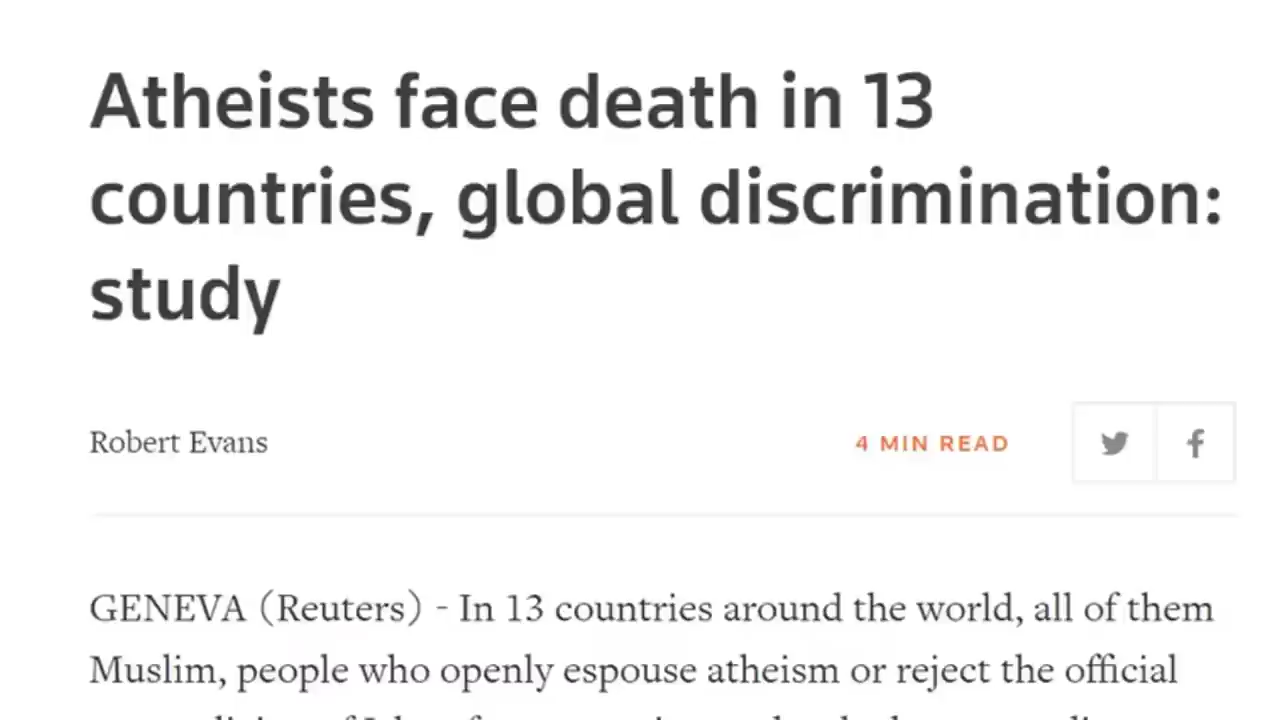 Atheists face death in 13
countries, global discrimination:
study
Robert Evans
4 MIN READ
GENEVA (Reuters) - In 13 countries around the world, all of them
Muslim, people who openly espouse atheism or reject the official